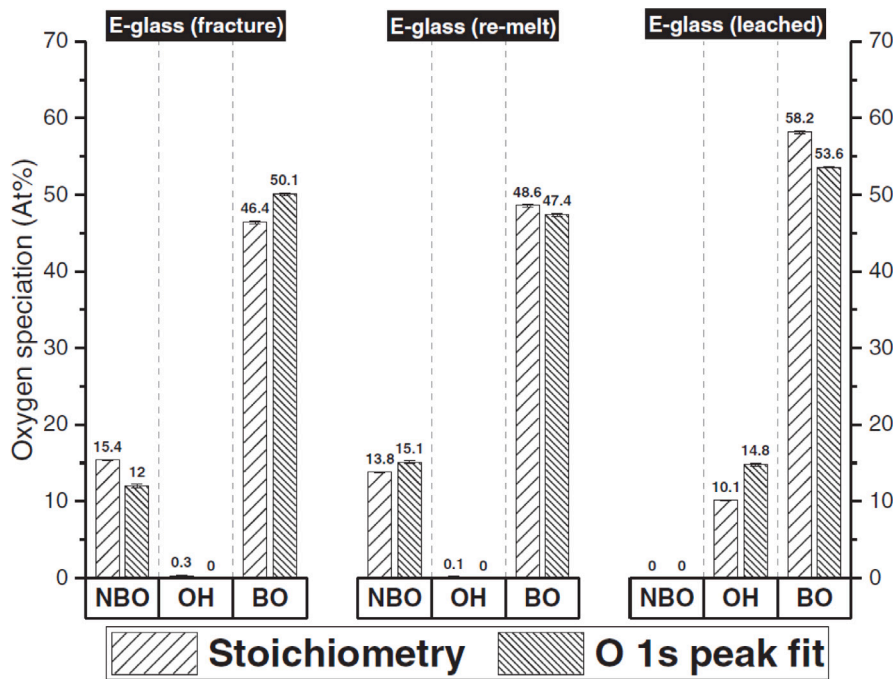 E-glass (fracture) E-glass (re-melt) E-glass (leached)
Oxygen speciation (At%)
70 70
60 60
50 50
40 40
30 30
20 20
10 10
0 0
15.4 12 0.3 0 46.4 50.1
13.8 15.1 0.1 0 48.6 47.4
0 0 10.1 14.8 58.2 53.6
NBO OH BO NBO OH BO NBO OH BO
Stoichiometry O 1s peak fit